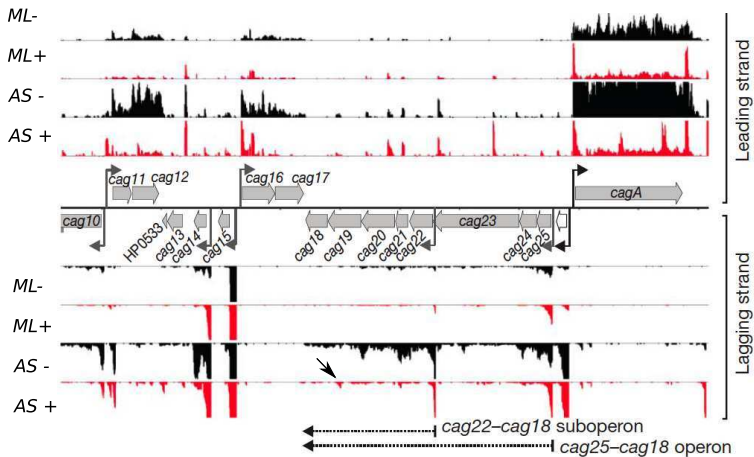 ML-
ML+
AS -
AS +
Leading strand
cag11 cag12 cag16 cag17 cagA
cag10 HP0533 cag13 cag14 cag15 cag18 cag19 cag20 cag21 cag22 cag23 cag24 cag25
ML-
ML+
AS -
AS +
Lagging strand
cag22–cag18 suboperon
cag25–cag18 operon